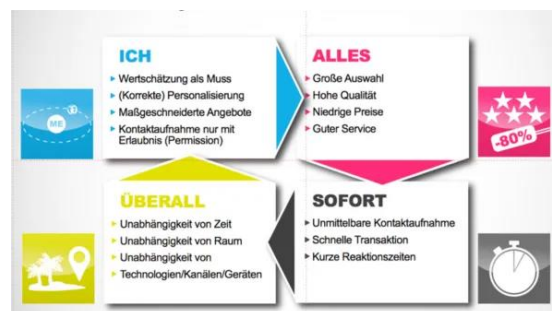 ICH
Wertschätzung als Muss
(Korrekte) Personalisierung
Maßgeschneiderte Angebote
Kontaktaufnahme nur mit
Erlaubnis (Permission)
ME
ALLES
Große Auswahl
Hohe Qualität
Niedrige Preise
Guter Service
-80%
ÜBERALL
Unabhängigkeit von Zeit
Unabhängigkeit von Raum
Unabhängigkeit von
Technologien/Kanälen/Geräten
SOFORT
Unmittelbare Kontaktaufnahme
Schnelle Transaktion
Kurze Reaktionszeiten